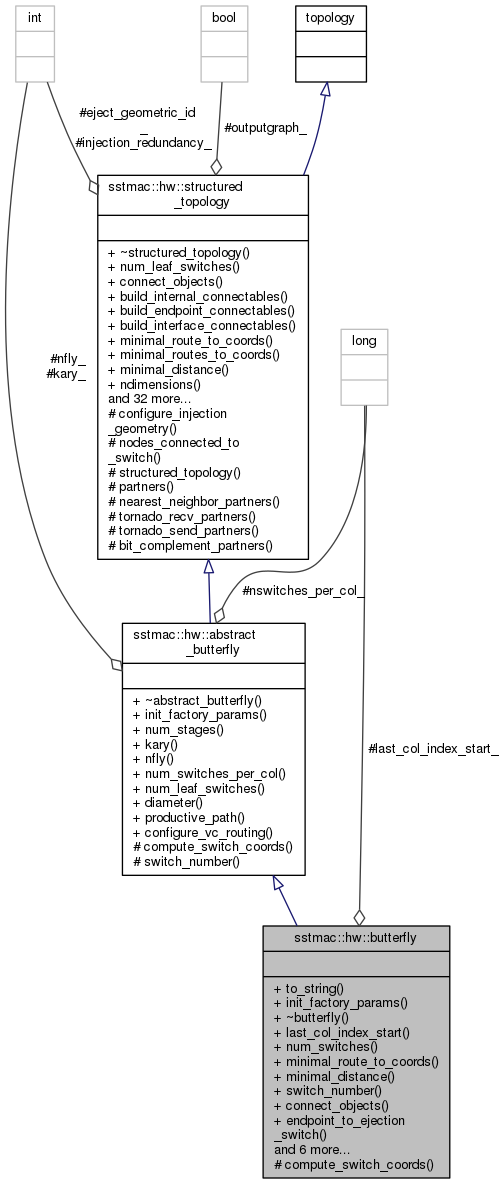 int
bool
topology
#eject_geometric_id
_
#injection_redundancy_
#outputgraph_
sstmac::hw::structured
_topology
+ ~structured_topology()
+ num_leaf_switches()
+ connect_objects()
+ build_internal_connectables()
+ build_endpoint_connectables()
+ build_interface_connectables()
+ minimal_route_to_coords()
+ minimal_routes_to_coords()
+ minimal_distance()
+ ndimensions()
and 32 more...
# configure_injection
_geometry()
# nodes_connected_to
_switch()
# structured_topology()
# partners()
# nearest_neighbor_partners()
# tornado_recv_partners()
# tornado_send_partners()
# bit_complement_partners()
long
#nfly_
#kary_
#nswitches_per_col_
sstmac::hw::abstract
_butterfly
+ ~abstract_butterfly()
+ init_factory_params()
+ num_stages()
+ kary()
+ nfly()
+ num_switches_per_col()
+ num_leaf_switches()
+ diameter()
+ productive_path()
+ configure_vc_routing()
# compute_switch_coords()
# switch_number()
#last_col_index_start_
sstmac::hw::butterfly
+ to_string()
+ init_factory_params()
+ ~butterfly()
+ last_col_index_start()
+ num_switches()
+ minimal_route_to_coords()
+ minimal_distance()
+ switch_number()
+ connect_objects()
+ endpoint_to_ejection
_switch()
and 6 more...
# compute_switch_coords()